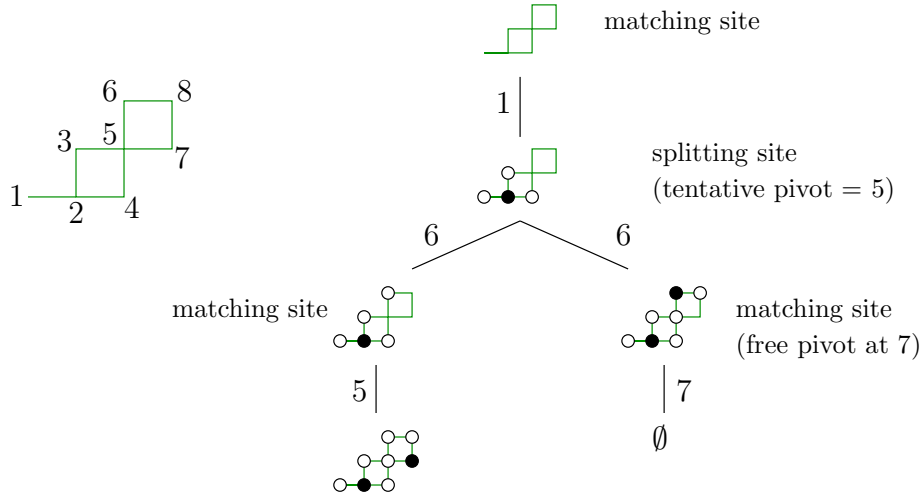 matching site
6 8
1
3 5
7
splitting site
(tentative pivot = 5)
1
2 4
6 6
matching site
matching site
(free pivot at 7)
5 7
∅